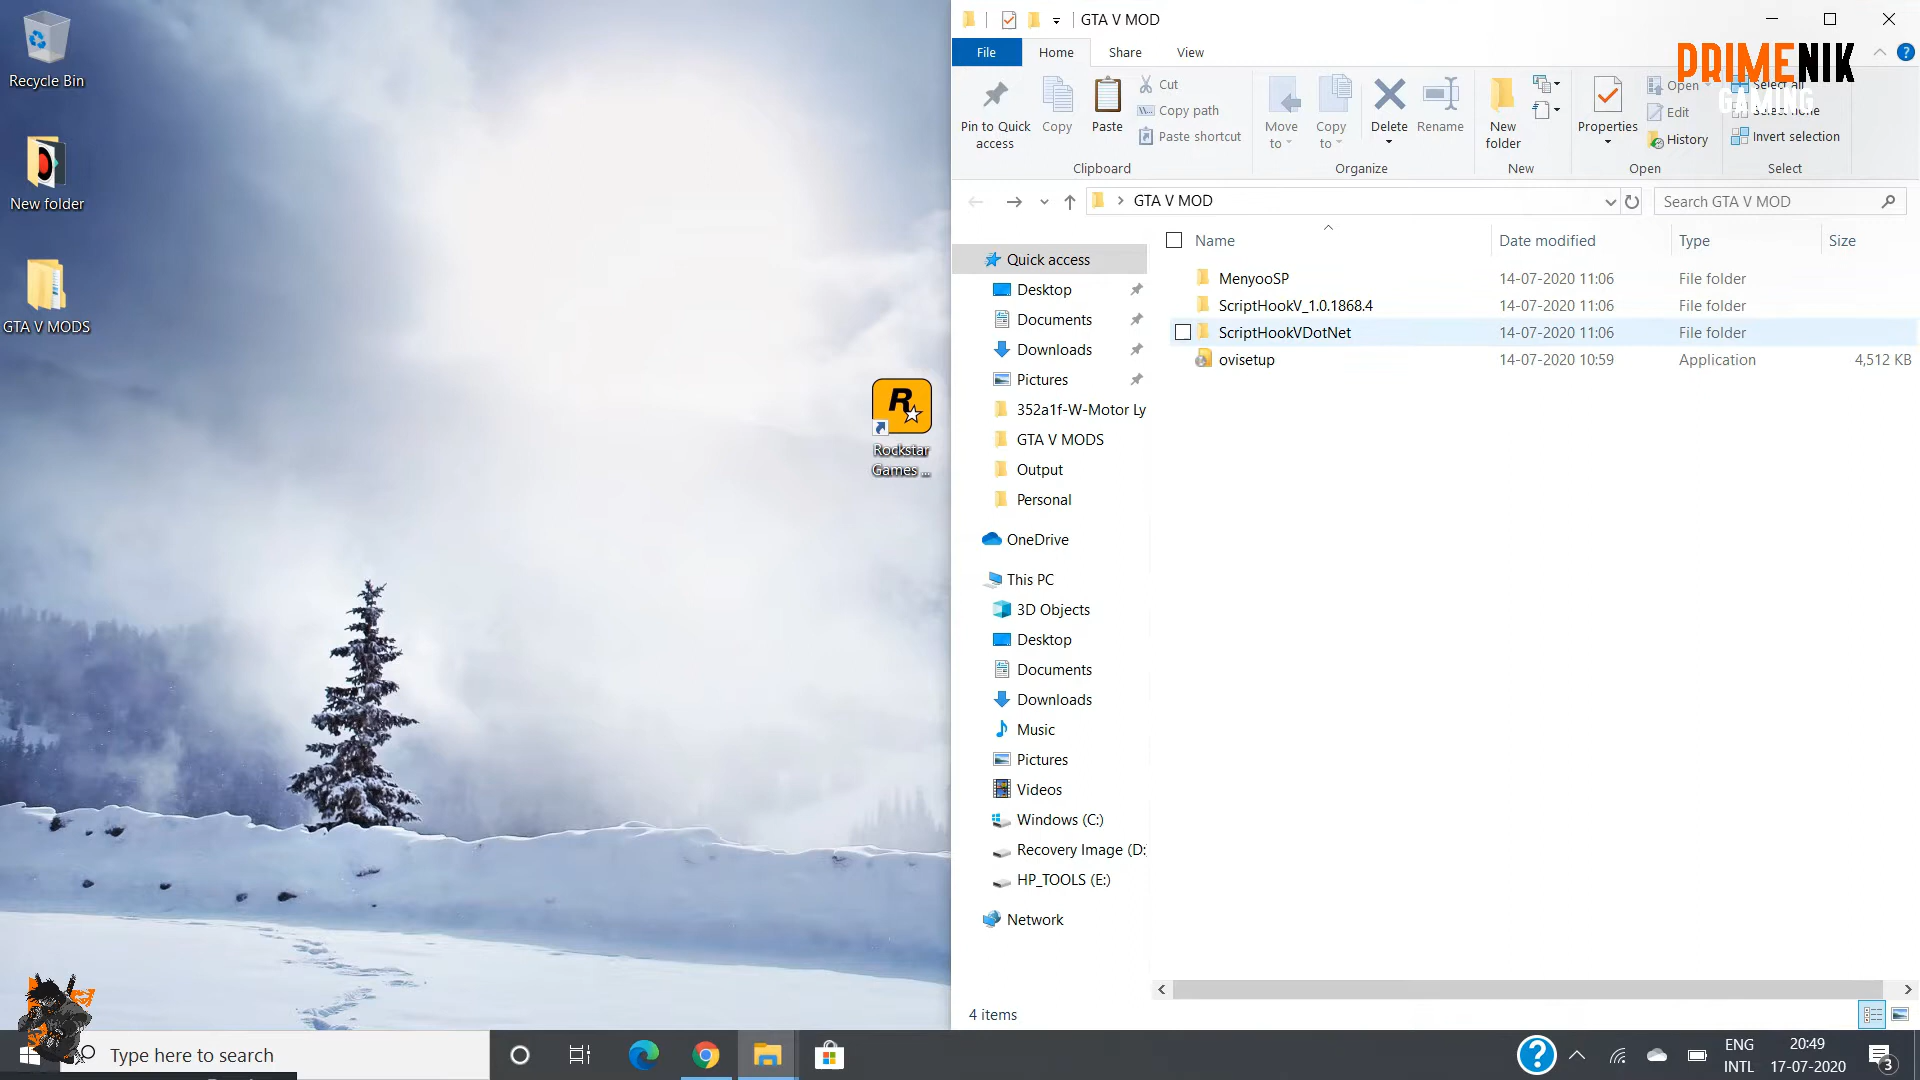 Recycle Bin
New folder
GTA V MODS
Rockstar
Games ...
GTA V MOD
File
Home
Share
View
PRIMENIK
GAMING
Pin to Quick
access
Copy
Paste
Cut
Copy path
Paste shortcut
Clipboard
Move
to
Copy
to
Delete
Rename
Organize
New
folder
New
Properties
Open
Edit
History
Open
Select all
Select none
Invert selection
Select
GTA V MOD
Search GTA V MOD
Name
Date modified
Type
Size
MenyooSP
14-07-2020 11:06
File folder
ScriptHookV_1.0.1868.4
14-07-2020 11:06
File folder
ScriptHookVDotNet
14-07-2020 11:06
File folder
ovisetup
14-07-2020 10:59
Application
4,512 KB
Quick access
Desktop
Documents
Downloads
Pictures
352a1f-W-Motor Ly
GTA V MODS
Output
Personal
OneDrive
This PC
3D Objects
Desktop
Documents
Downloads
Music
Pictures
Videos
Windows (C:)
Recovery Image (D:
HP_TOOLS (E:)
Network
4 items
Type here to search
ENG
INTL
20:49
17-07-2020
3